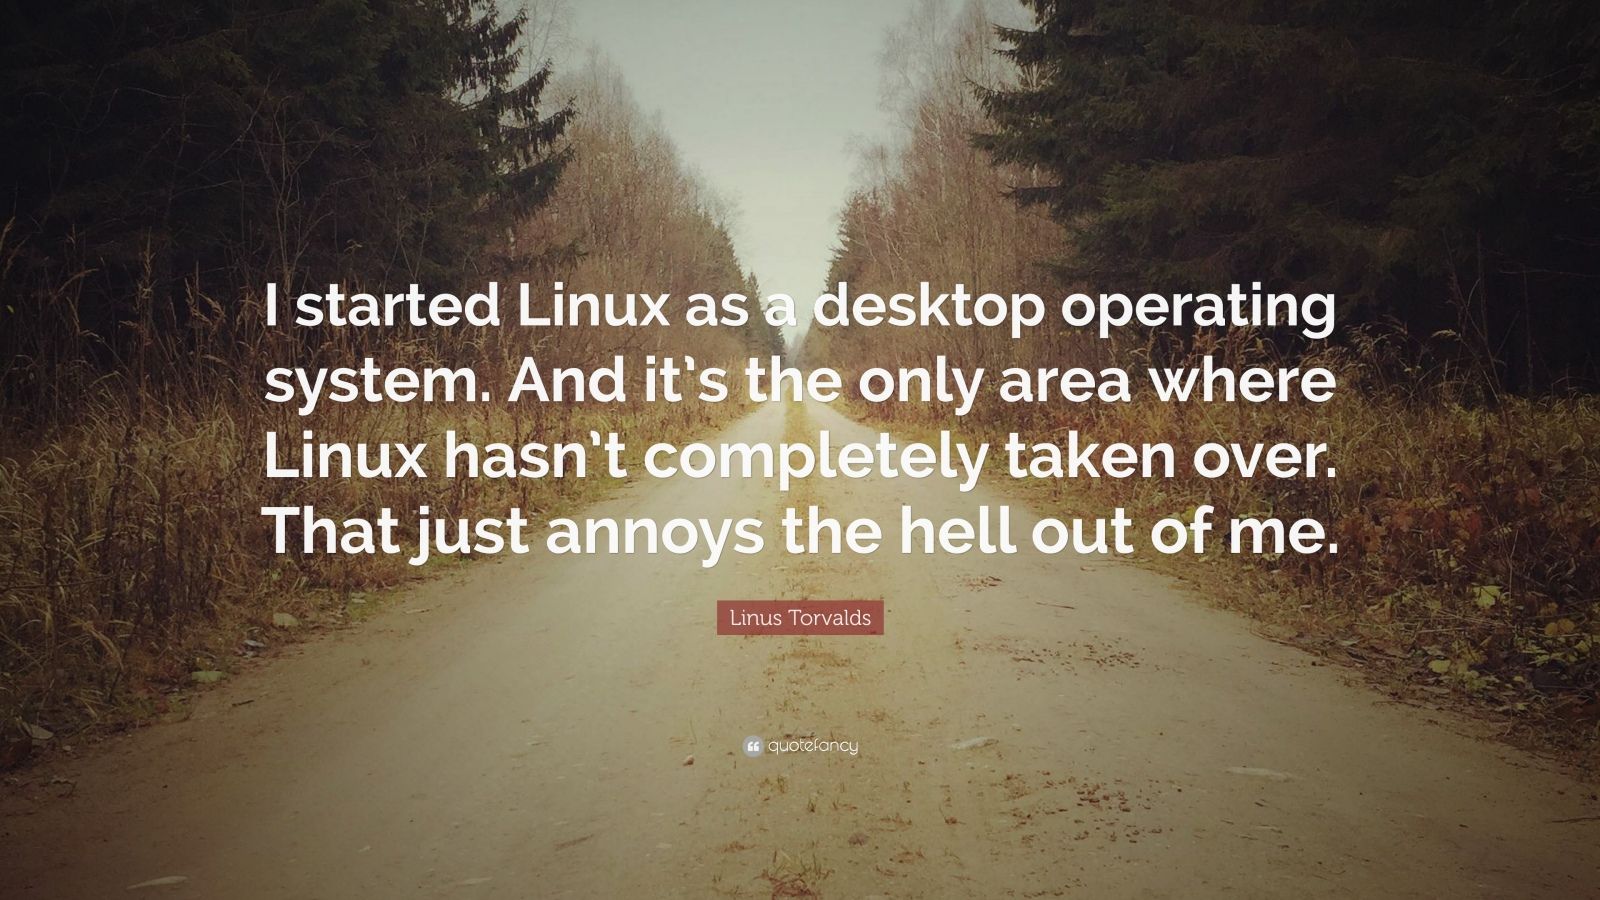 I started Linux as a desktop operating
system. And it’s the only area where
Linux hasn’t completely taken over.
That just annoys the hell out of me.
Linus Torvalds
quotefancy